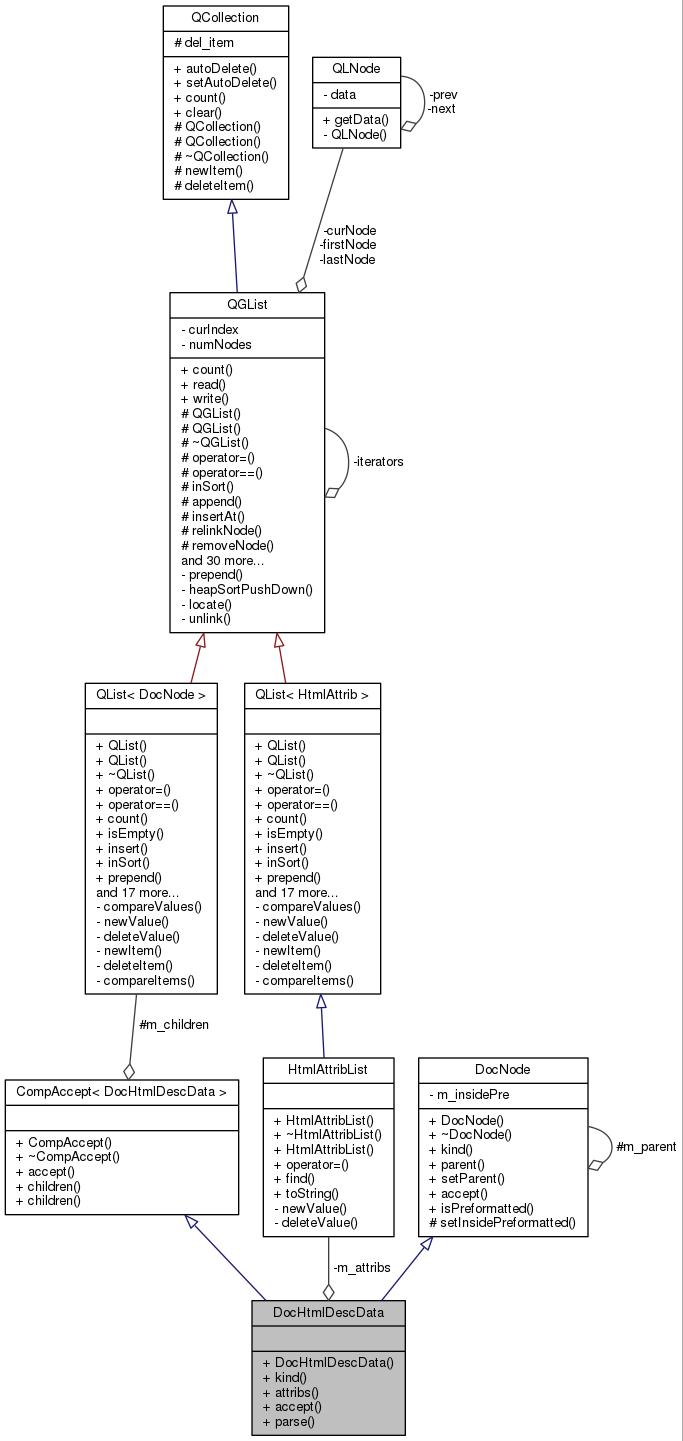 QCollection
# del_item
+ autoDelete()
+ setAutoDelete()
+ count()
+ clear()
# QCollection()
# QCollection()
# ~QCollection()
# newItem()
# deleteItem()
QLNode
- data
+ getData()
- QLNode()
-prev
-next
-curNode
-firstNode
-lastNode
QGList
- curIndex
- numNodes
+ count()
+ read()
+ write()
# QGList()
# QGList()
# ~QGList()
# operator=()
# operator==()
# inSort()
# append()
# insertAt()
# relinkNode()
# removeNode()
and 30 more...
- prepend()
- heapSortPushDown()
- locate()
- unlink()
-iterators
QList< DocNode >
+ QList()
+ QList()
+ ~QList()
+ operator=()
+ operator==()
+ count()
+ isEmpty()
+ insert()
+ inSort()
+ prepend()
and 17 more...
- compareValues()
- newValue()
- deleteValue()
- newItem()
- deleteItem()
- compareItems()
QList< HtmlAttrib >
+ QList()
+ QList()
+ ~QList()
+ operator=()
+ operator==()
+ count()
+ isEmpty()
+ insert()
+ inSort()
+ prepend()
and 17 more...
- compareValues()
- newValue()
- deleteValue()
- newItem()
- deleteItem()
- compareItems()
#m_children
CompAccept< DocHtmlDescData >
+ CompAccept()
+ ~CompAccept()
+ accept()
+ children()
+ children()
HtmlAttribList
+ HtmlAttribList()
+ ~HtmlAttribList()
+ HtmlAttribList()
+ operator=()
+ find()
+ toString()
- newValue()
- deleteValue()
DocNode
- m_insidePre
+ DocNode()
+ ~DocNode()
+ kind()
+ parent()
+ setParent()
+ accept()
+ isPreformatted()
# setInsidePreformatted()
#m_parent
-m_attribs
DocHtmlDescData
+ DocHtmlDescData()
+ kind()
+ attribs()
+ accept()
+ parse()